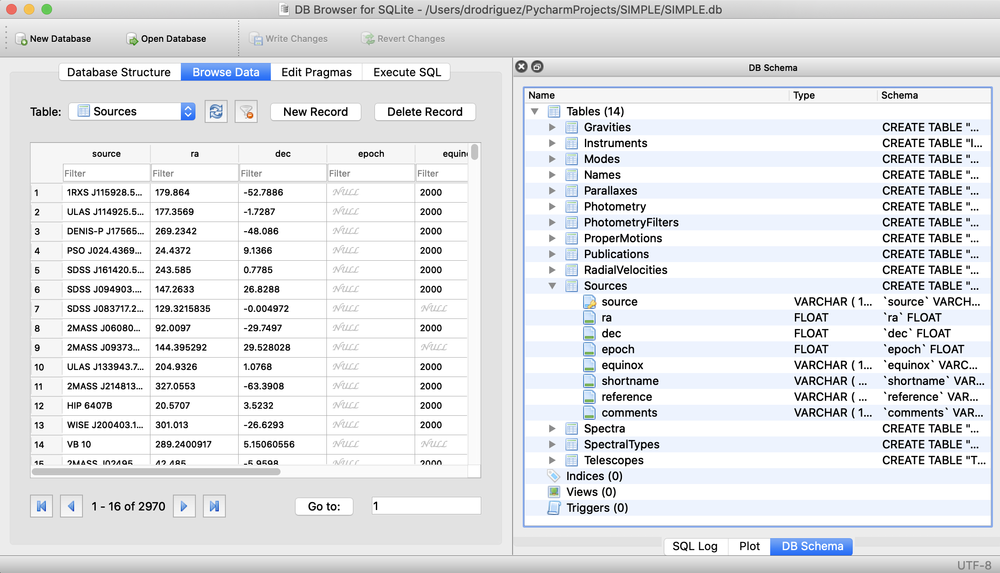 DB Browser for SQLite - /Users/drodriguez/PycharmProjects/SIMPLE/SIMPLE.db
New Database Open Database Write Changes Revert Changes
Database Structure Browse Data Edit Pragmas Execute SQL
Table: Sources New Record Delete Record
source ra dec epoch equin
Filter Filter Filter Filter Filter
1 1RXS J115928.5... 179.864 -52.7886 NULL 2000
2 ULAS J114925.5... 177.3569 -1.7287 NULL 2000
3 DENIS-P J17565... 269.2342 -48.086 NULL 2000
4 PSO J024.4369... 24.4372 9.1366 NULL 2000
5 SDSS J161420.5... 243.585 0.7785 NULL 2000
6 SDSS J094903.... 147.2633 26.8288 NULL 2000
7 SDSS J083717.2... 129.3215835 -0.004972 NULL NULL
8 2MASS J06080... 92.0097 -29.7497 NULL 2000
9 2MASS J09373... 144.395292 29.528028 NULL NULL
10 ULAS J133943.7... 204.9326 1.0768 NULL 2000
11 2MASS J214813... 327.0553 -63.3908 NULL 2000
12 HIP 6407B 20.5707 3.5232 NULL 2000
13 WISE J200403.1... 301.013 -26.6293 NULL 2000
14 VB 10 289.2400917 5.15060556 NULL NULL
15 2MASS J02495... 42.485 -5.9598 NULL 2000
1 - 16 of 2970 Go to: 1
DB Schema
Name Type Schema
Tables (14)
Gravities CREATE TABLE "...
Instruments CREATE TABLE "I...
Modes CREATE TABLE "...
Names CREATE TABLE "...
Parallaxes CREATE TABLE "...
Photometry CREATE TABLE "...
PhotometryFilters CREATE TABLE "...
ProperMotions CREATE TABLE "...
Publications CREATE TABLE "...
RadialVelocities CREATE TABLE "...
Sources CREATE TABLE "...
source VARCHAR ( 1... `source` VARCH...
ra FLOAT `ra` FLOAT
dec FLOAT `dec` FLOAT
epoch FLOAT `epoch` FLOAT
equinox VARCHAR ( 1... `equinox` VARC...
shortname VARCHAR ( ... `shortname` VAR...
reference VARCHAR ( ... `reference` VAR...
comments VARCHAR ( 1... `comments` VAR...
Spectra CREATE TABLE "...
SpectralTypes CREATE TABLE "...
Telescopes CREATE TABLE "T...
Indices (0)
Views (0)
Triggers (0)
SQL Log Plot DB Schema
UTF-8